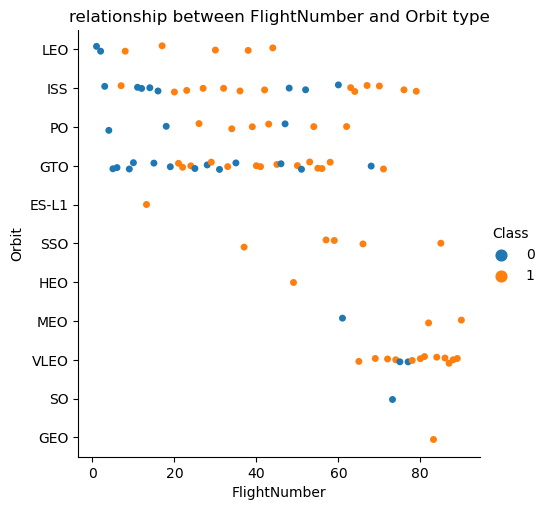 relationship between FlightNumber and Orbit type
LEO
ISS
PO
GTO
ES-L1
SSO
HEO
MEO
VLEO
SO
GEO
Orbit
0
20
40
60
80
FlightNumber
Class
0
1